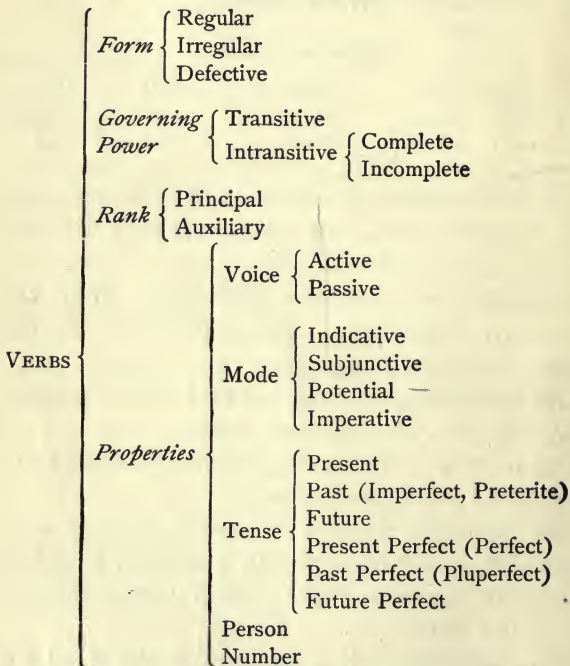 Form Regular
Irregular
Defective
Governing Power Transitive
Intransitive Complete
Incomplete
Rank Principal
Auxiliary
VERBS
Properties
Voice Active
Passive
Mode Indicative
Subjunctive
Potential
Imperative
Tense Present
Past (Imperfect, Preterite)
Future
Present Perfect (Perfect)
Past Perfect (Pluperfect)
Future Perfect
Person
Number